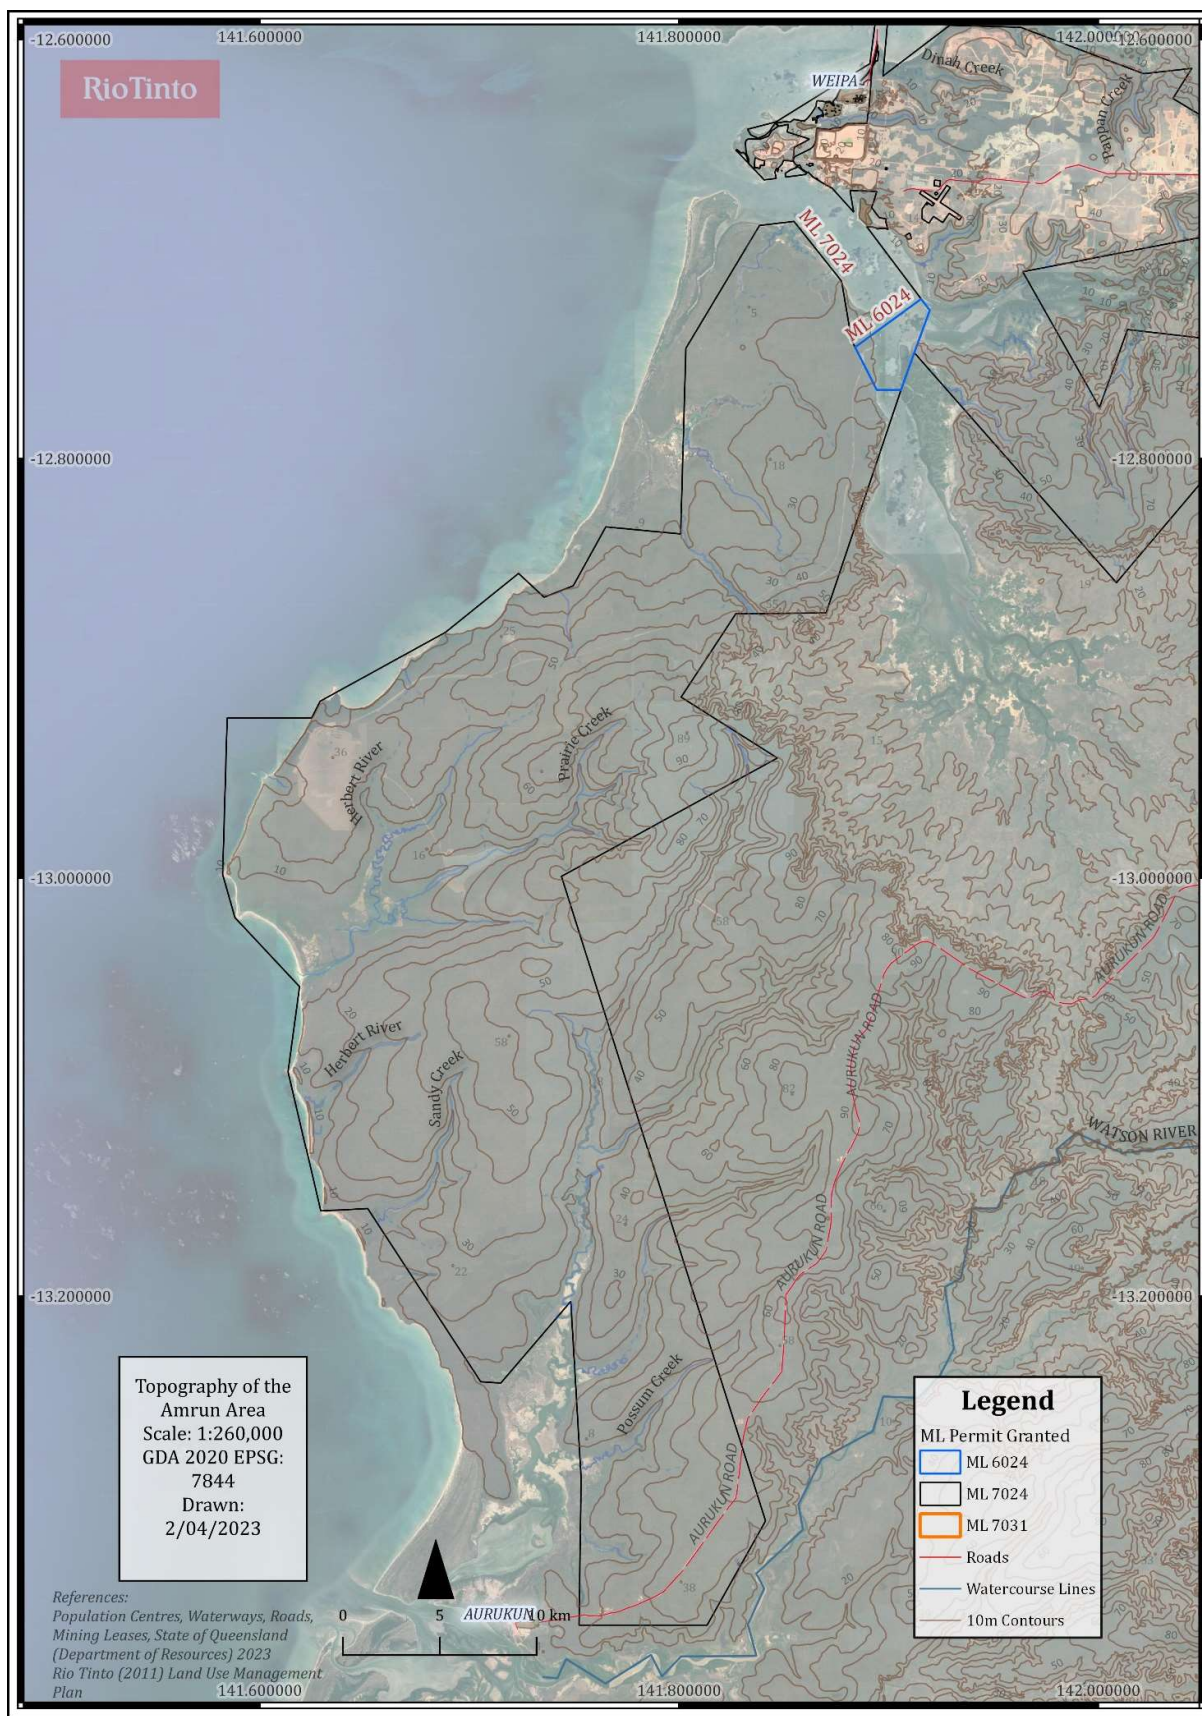 -12.600000
141.600000
141.800000
142.000000
-12.600000
RioTinto
WEIPA
Dinah Creek
Pappan Creek
ML 7024
ML 6024
-12.800000
-12.800000
Prairie Creek
Herbert River
-13.000000
-13.000000
AURUKUN ROAD
AURUKUN ROAD
Herbert River
Sandy Creek
WATSON RIVER
AURUKUN ROAD
-13.200000
-13.200000
Possum Creek
AURUKUN ROAD
Topography of the
Amrun Area
Scale: 1:260,000
GDA 2020 EPSG:
7844
Drawn:
2/04/2023
Legend
ML Permit Granted
ML 6024
ML 7024
ML 7031
Roads
Watercourse Lines
10m Contours
References:
Population Centres, Waterways, Roads,
Mining Leases, State of Queensland
(Department of Resources) 2023
Rio Tinto (2011) Land Use Management
Plan
0 5 10 km
AURUKUN
141.600000
141.800000
142.000000